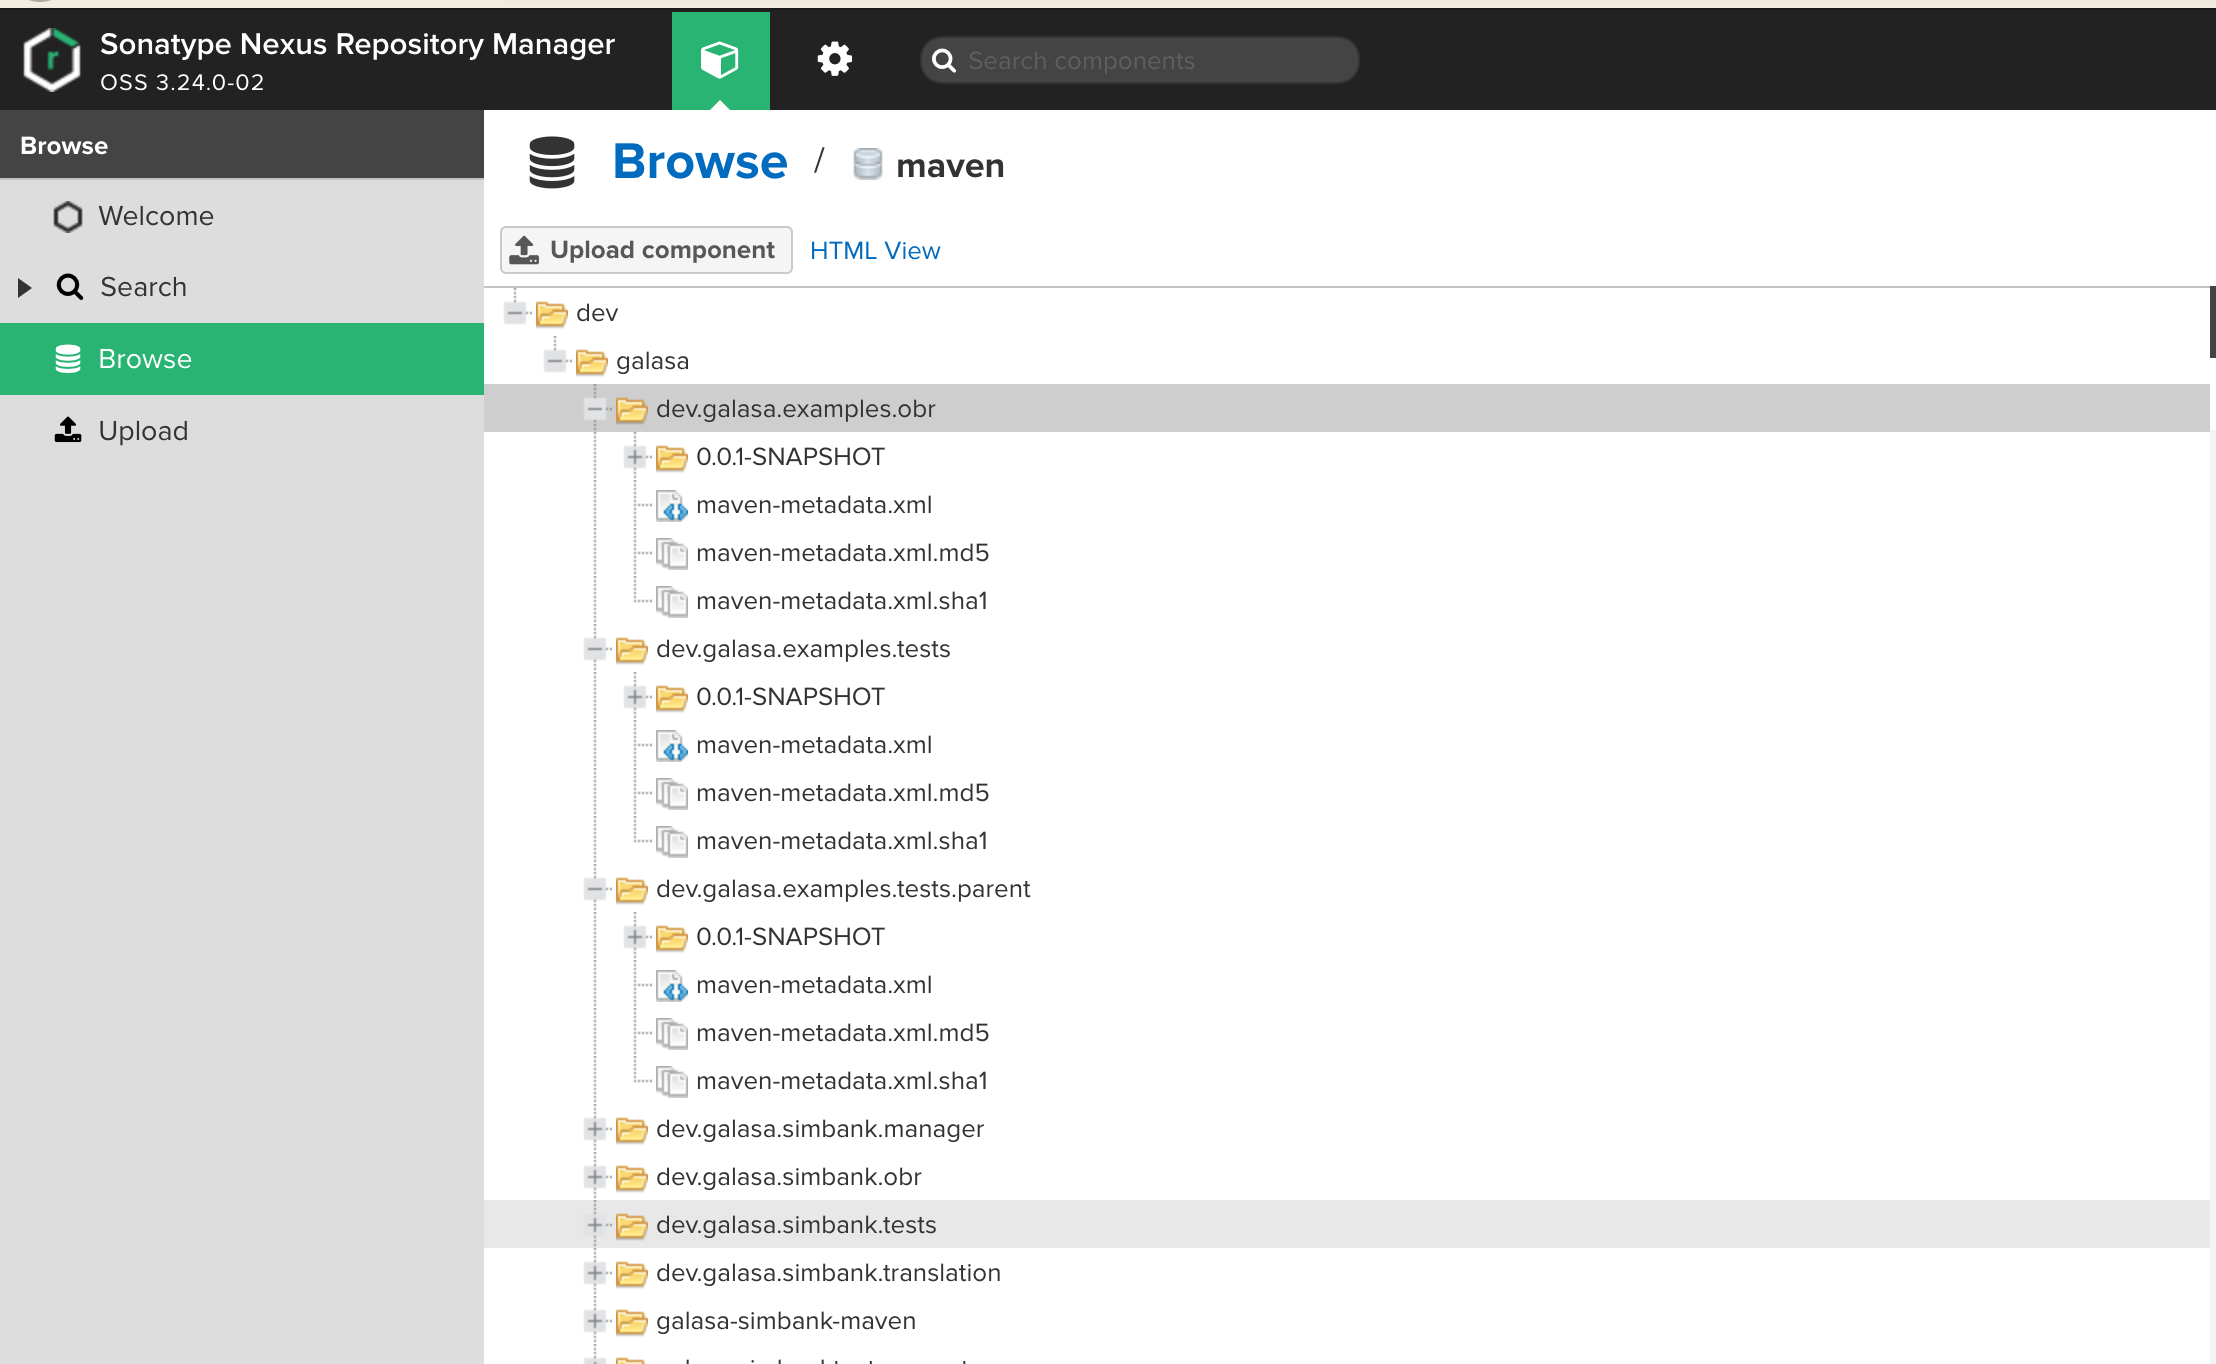 Sonatype Nexus Repository Manager
OSS 3.24.0-02
Search components
Browse
Welcome
Search
Browse
Upload
Browse / maven
Upload component HTML View
dev
galasa
dev.galasa.examples.obr
0.0.1-SNAPSHOT
maven-metadata.xml
maven-metadata.xml.md5
maven-metadata.xml.sha1
dev.galasa.examples.tests
0.0.1-SNAPSHOT
maven-metadata.xml
maven-metadata.xml.md5
maven-metadata.xml.sha1
dev.galasa.examples.tests.parent
0.0.1-SNAPSHOT
maven-metadata.xml
maven-metadata.xml.md5
maven-metadata.xml.sha1
dev.galasa.simbank.manager
dev.galasa.simbank.obr
dev.galasa.simbank.tests
dev.galasa.simbank.translation
galasa-simbank-maven